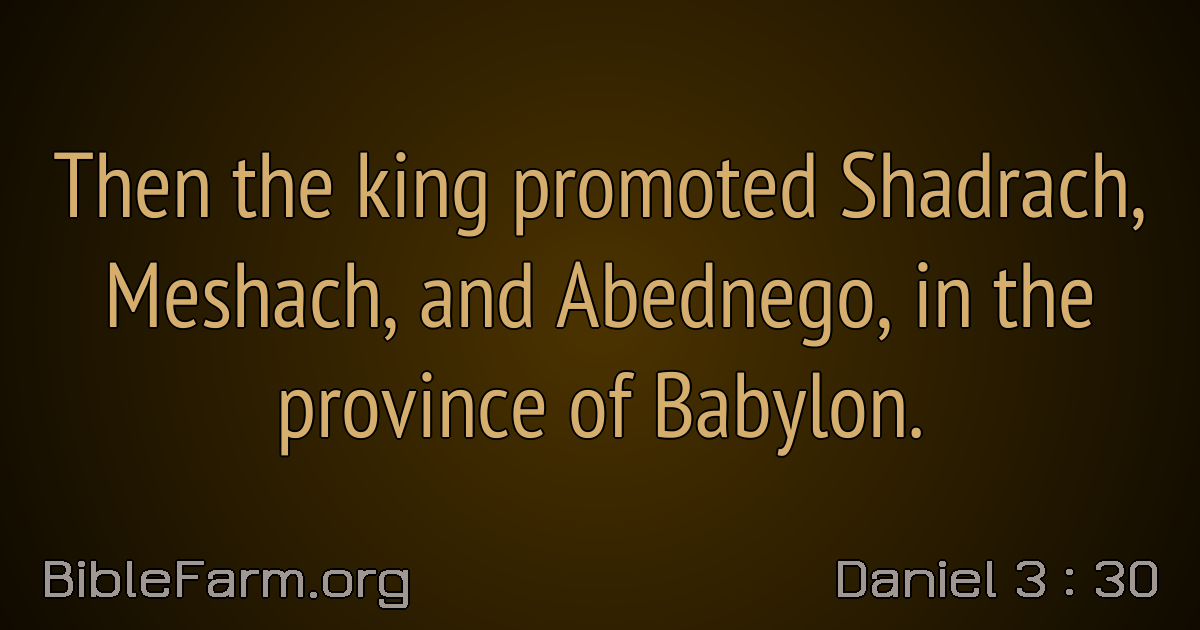 Then the king promoted Shadrach,
Meshach, and Abednego, in the
province of Babylon.
BibleFarm.org
Daniel 3 : 30